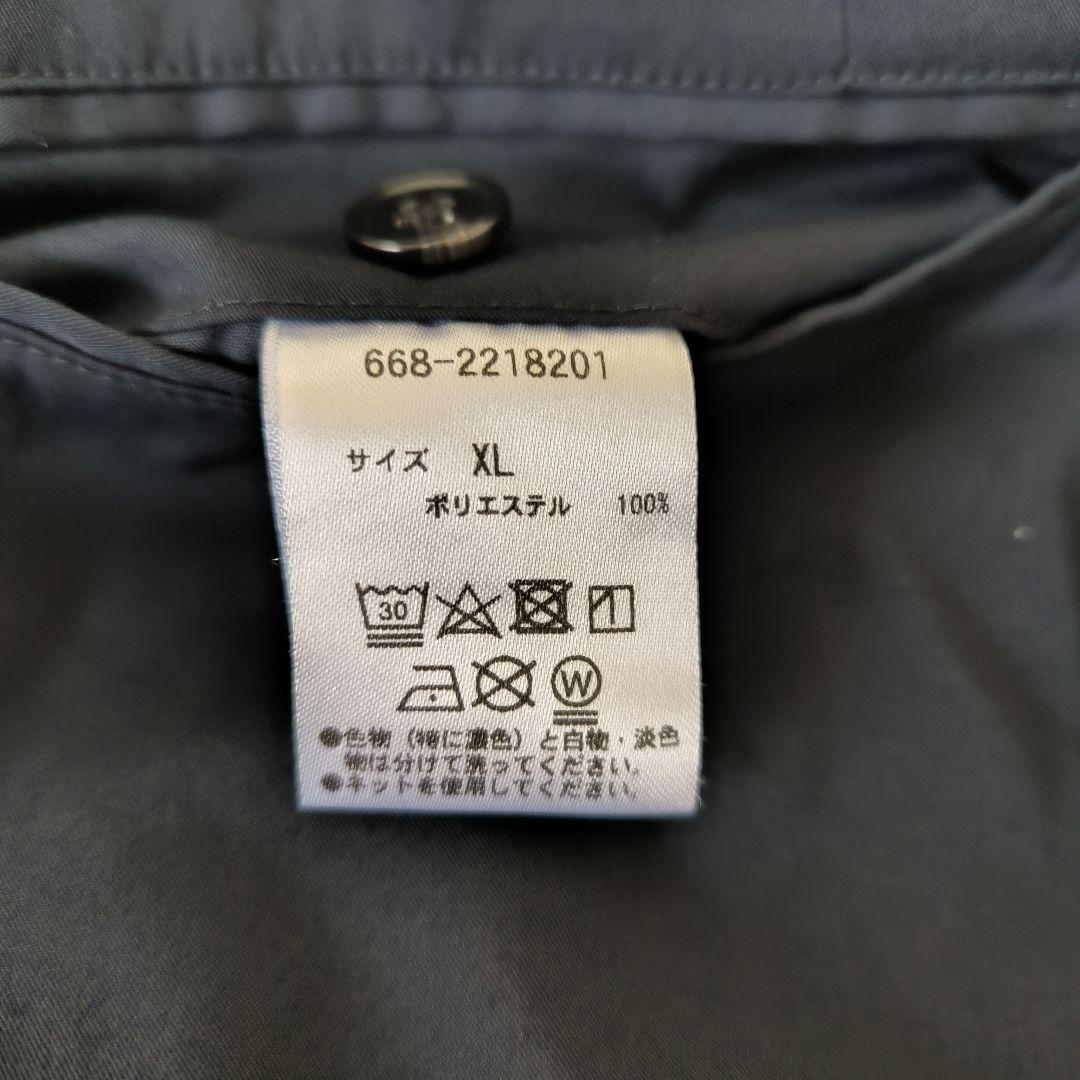 668-2218201
サイズ XL
ポリエステル 100%
30
W
●色物(特に濃色)と白物・淡色
物は分けて洗ってください。
●ネットを使用してください。